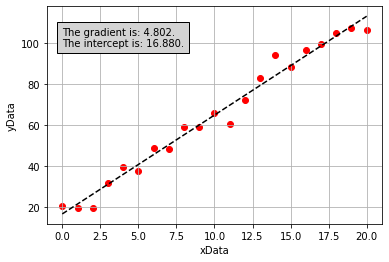 The gradient is: 4.802.
The intercept is: 16.880.
100
80
60
40
20
yData
0.0 2.5 5.0 7.5 10.0 12.5 15.0 17.5 20.0
xData